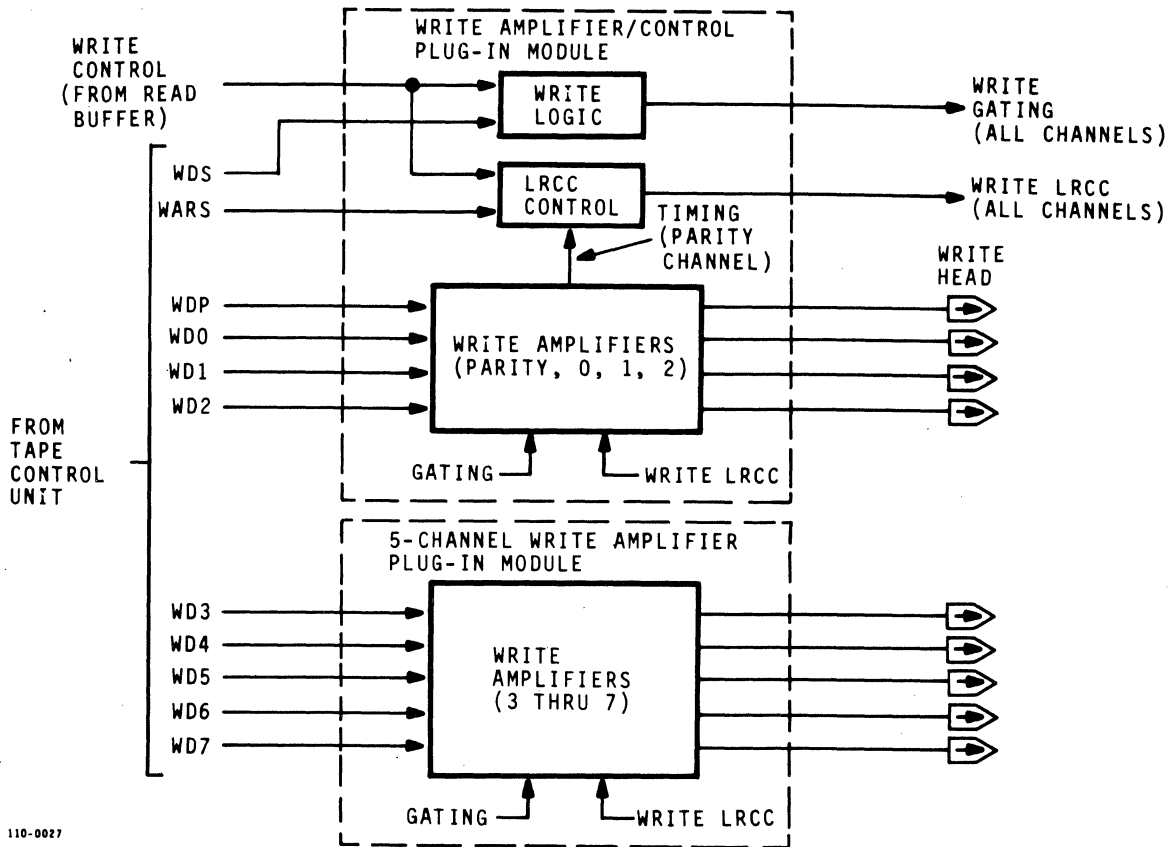 WRITE AMPLIFIER/CONTROL
PLUG-IN MODULE
WRITE
CONTROL
(FROM READ
BUFFER)
WRITE
LOGIC
WRITE
GATING
(ALL CHANNELS)
WDS
WARS
LRCC
CONTROL
WRITE LRCC
(ALL CHANNELS)
TIMING
(PARITY
CHANNEL)
WRITE
HEAD
WDP
WD0
WD1
WD2
WRITE AMPLIFIERS
(PARITY, 0, 1, 2)
GATING
WRITE LRCC
FROM
TAPE
CONTROL
UNIT
5-CHANNEL WRITE AMPLIFIER
PLUG-IN MODULE
WD3
WD4
WD5
WD6
WD7
WRITE
AMPLIFIERS
(3 THRU 7)
GATING
WRITE LRCC
110-0027